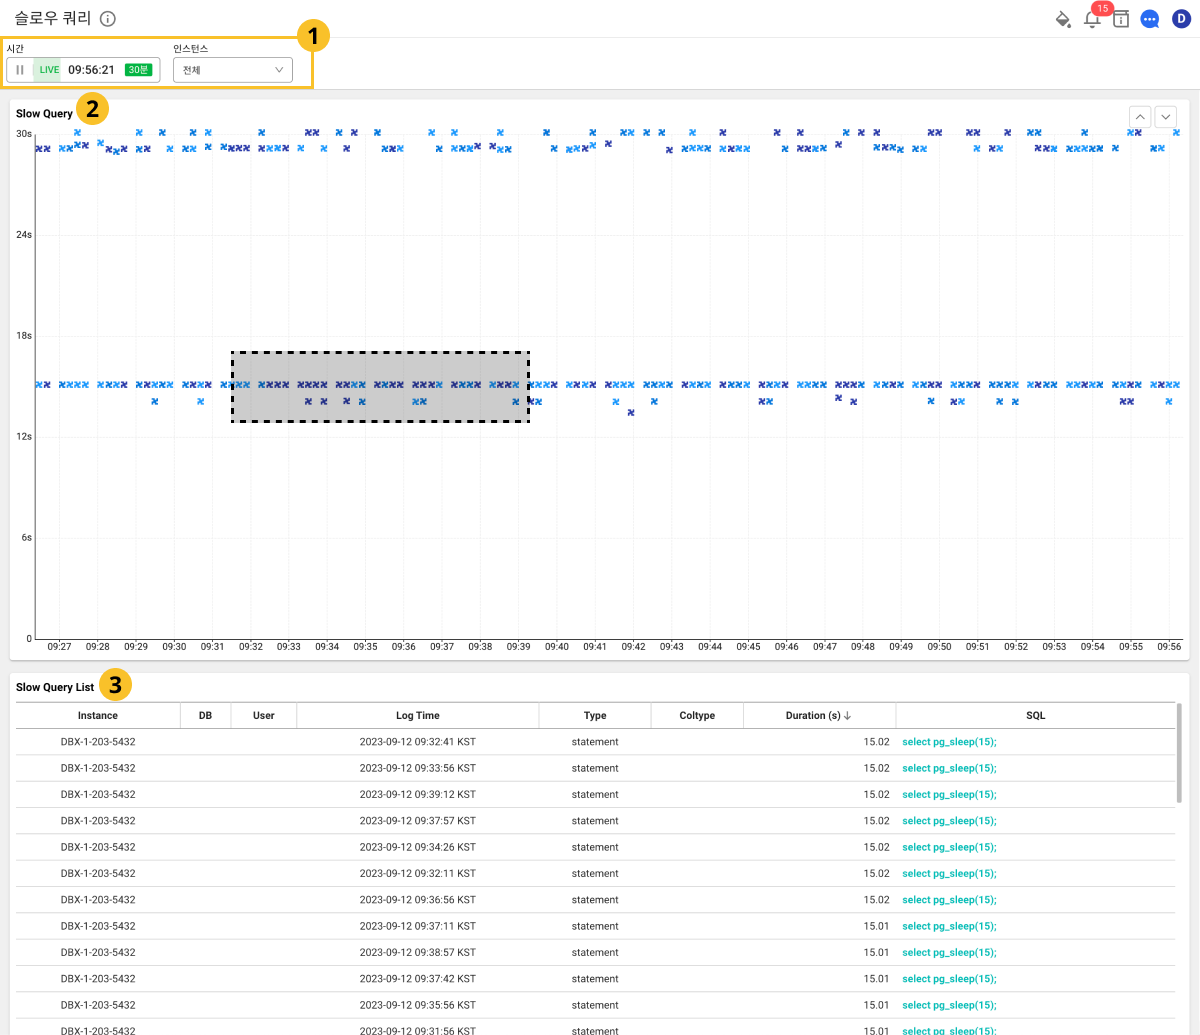 슬로우 쿼리
15
D
1
시간
인스턴스
LIVE 09:56:21 30분
전체
Slow Query 2
30s
24s
18s
12s
6s
0
09:27 09:28 09:29 09:30 09:31 09:32 09:33 09:34 09:35 09:36 09:37 09:38 09:39 09:40 09:41 09:42 09:43 09:44 09:45 09:46 09:47 09:48 09:49 09:50 09:51 09:52 09:53 09:54 09:55 09:56
Slow Query List 3
Instance DB User Log Time Type Coltype Duration (s) SQL
DBX-1-203-5432 2023-09-12 09:32:41 KST statement 15.02 select pg_sleep(15);
DBX-1-203-5432 2023-09-12 09:33:56 KST statement 15.02 select pg_sleep(15);
DBX-1-203-5432 2023-09-12 09:39:12 KST statement 15.02 select pg_sleep(15);
DBX-1-203-5432 2023-09-12 09:37:57 KST statement 15.02 select pg_sleep(15);
DBX-1-203-5432 2023-09-12 09:34:26 KST statement 15.02 select pg_sleep(15);
DBX-1-203-5432 2023-09-12 09:32:11 KST statement 15.02 select pg_sleep(15);
DBX-1-203-5432 2023-09-12 09:36:56 KST statement 15.02 select pg_sleep(15);
DBX-1-203-5432 2023-09-12 09:37:11 KST statement 15.01 select pg_sleep(15);
DBX-1-203-5432 2023-09-12 09:38:57 KST statement 15.01 select pg_sleep(15);
DBX-1-203-5432 2023-09-12 09:37:42 KST statement 15.01 select pg_sleep(15);
DBX-1-203-5432 2023-09-12 09:35:56 KST statement 15.01 select pg_sleep(15);
DBX-1-203-5432 2023-09-12 09:31:56 KST statement 15.01 select pg_sleep(15);